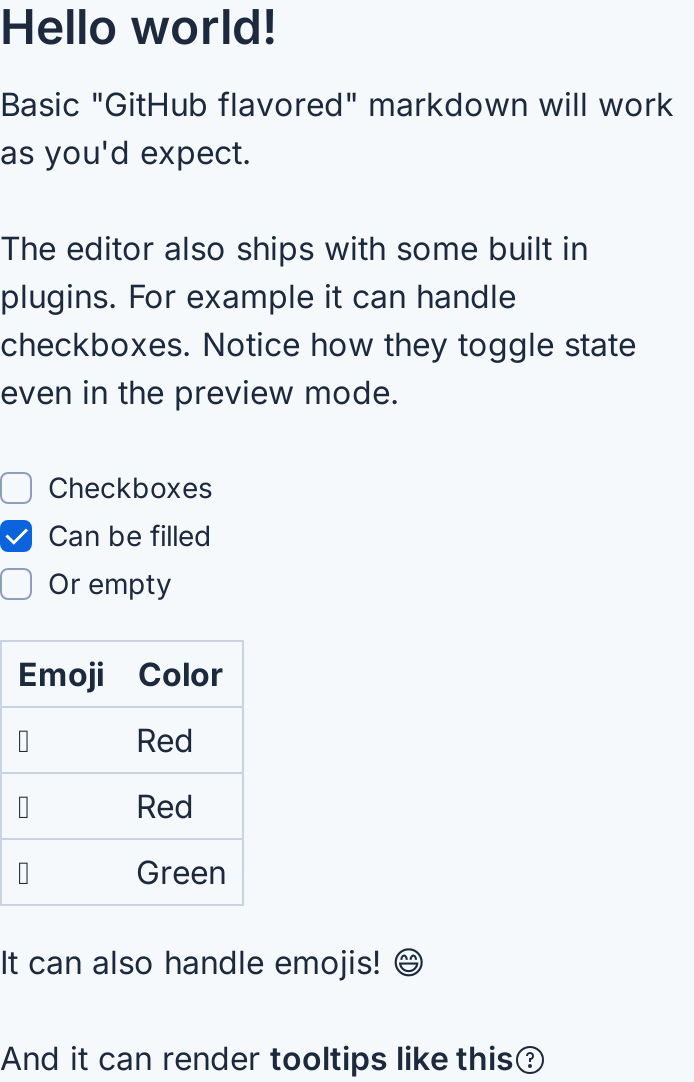 Hello world!
Basic "GitHub flavored" markdown will work
as you'd expect.
The editor also ships with some built in
plugins. For example it can handle
checkboxes. Notice how they toggle state
even in the preview mode.
Checkboxes
Can be filled
Or empty
Emoji Color
Red
Red
Green
It can also handle emojis! 😄
And it can render tooltips like this